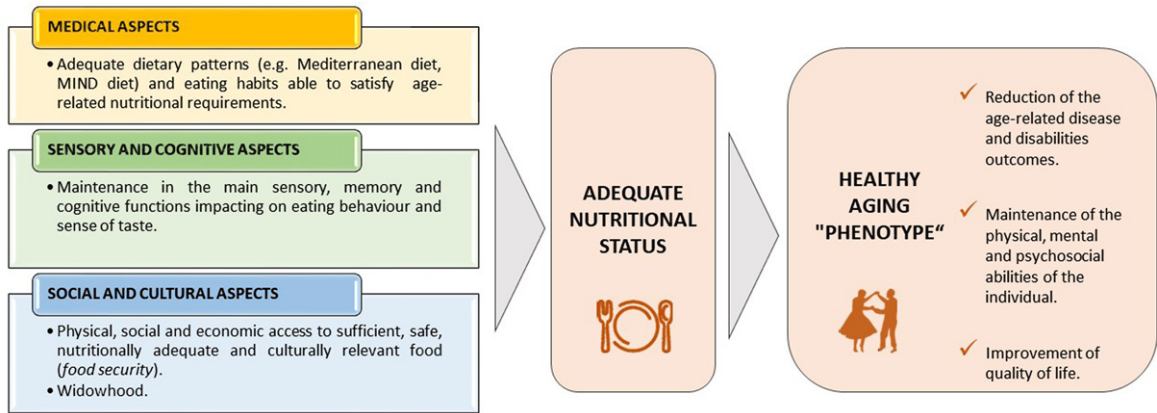 MEDICAL ASPECTS
• Adequate dietary patterns (e.g. Mediterranean diet,
MIND diet) and eating habits able to satisfy age-
related nutritional requirements.
SENSORY AND COGNITIVE ASPECTS
• Maintenance in the main sensory, memory and
cognitive functions impacting on eating behaviour and
sense of taste.
SOCIAL AND CULTURAL ASPECTS
• Physical, social and economic access to sufficient, safe,
nutritionally adequate and culturally relevant food
(food security).
• Widowhood.
ADEQUATE
NUTRITIONAL
STATUS
HEALTHY
AGING
"PHENOTYPE“
✓ Reduction of the
age-related disease
and disabilities
outcomes.
✓ Maintenance of the
physical, mental
and psychosocial
abilities of the
individual.
✓ Improvement of
quality of life.